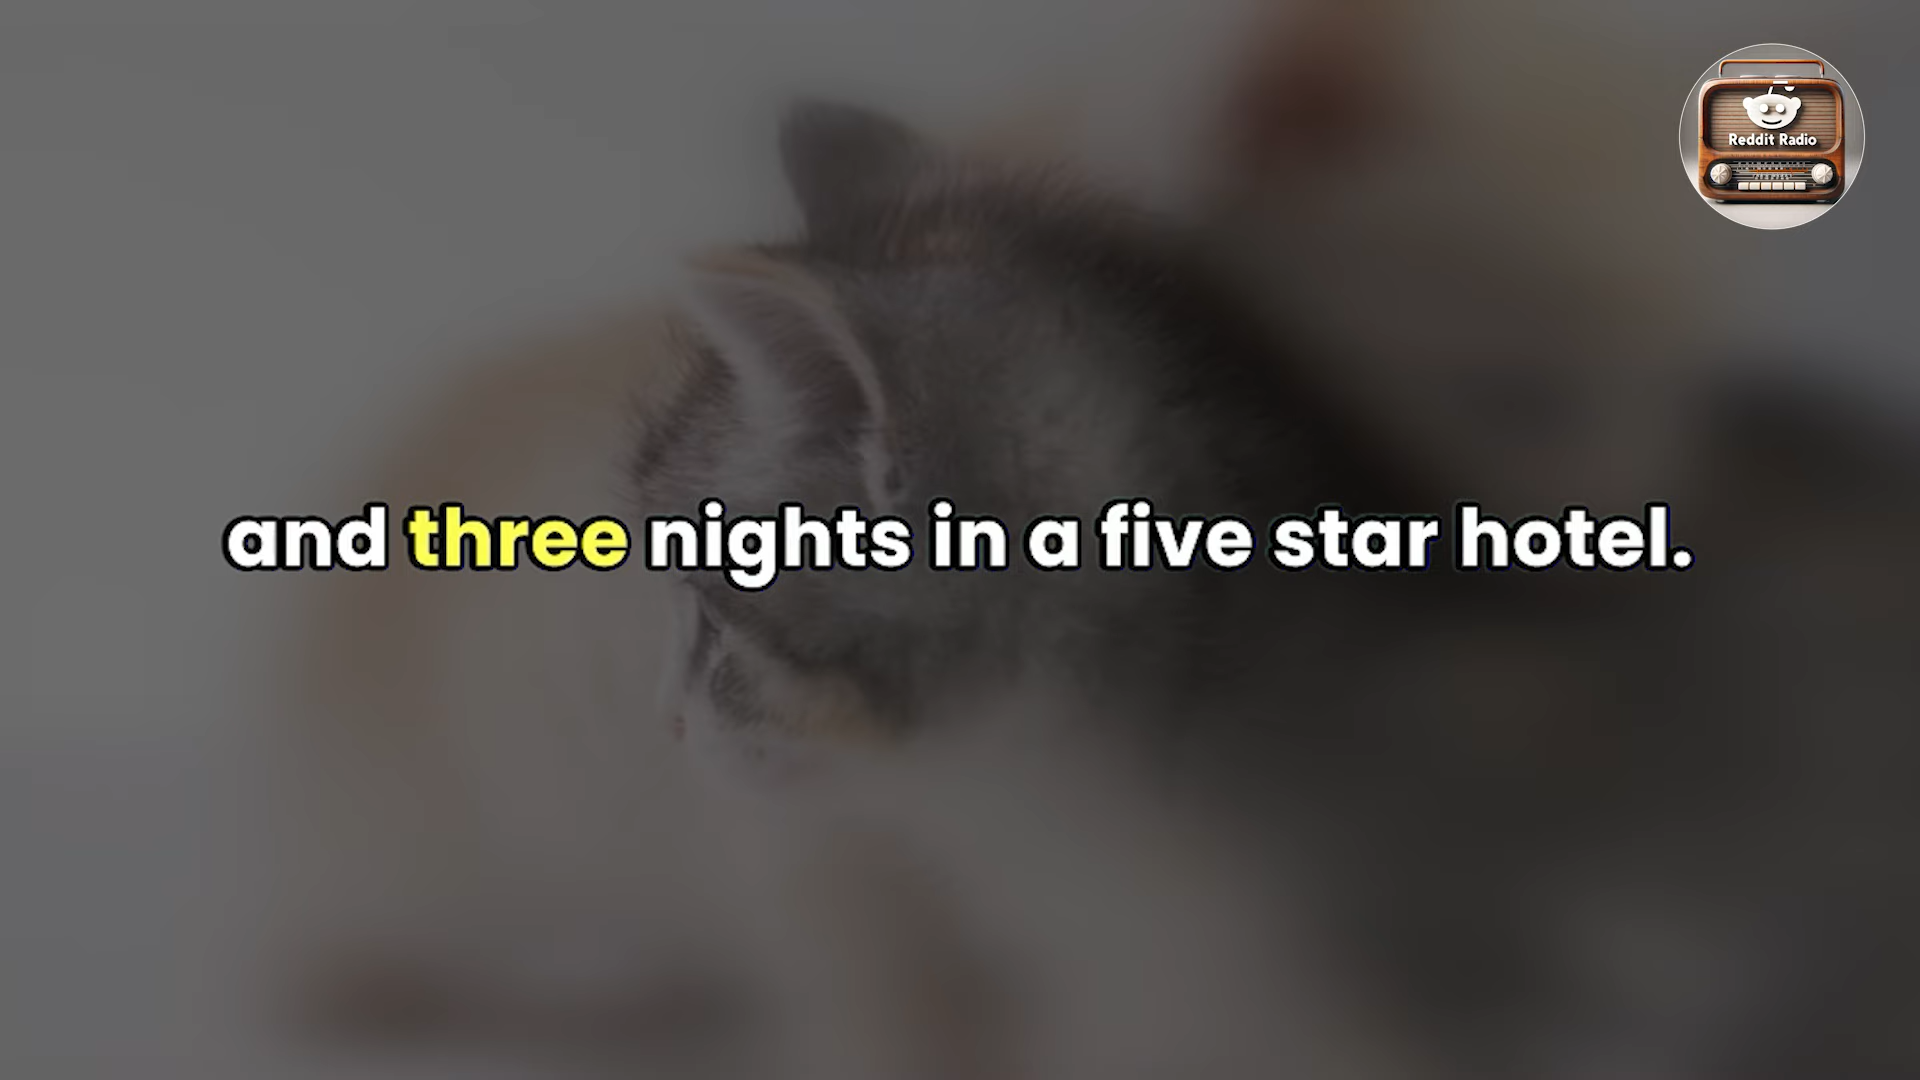 Reddit Radio
and three nights in a five star hotel.